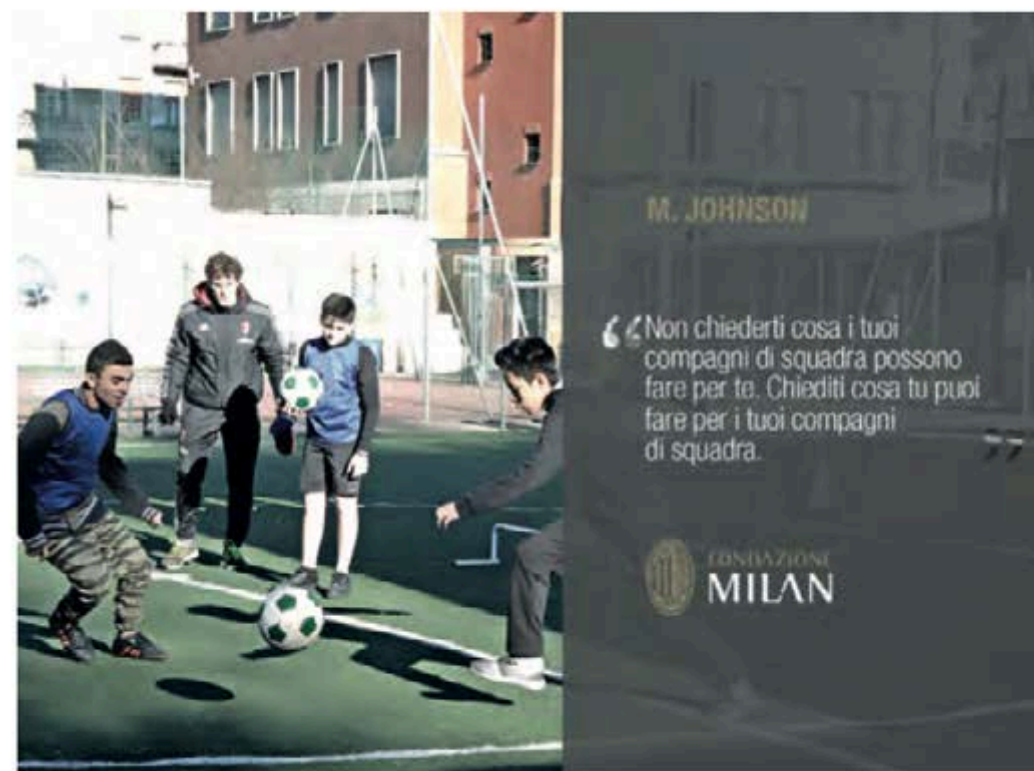 M. JOHNSON
“Non chiederti cosa i tuoi
compagni di squadra possono
fare per te. Chiediti cosa tu puoi
fare per i tuoi compagni
di squadra.”
FONDAZIONE
MILAN